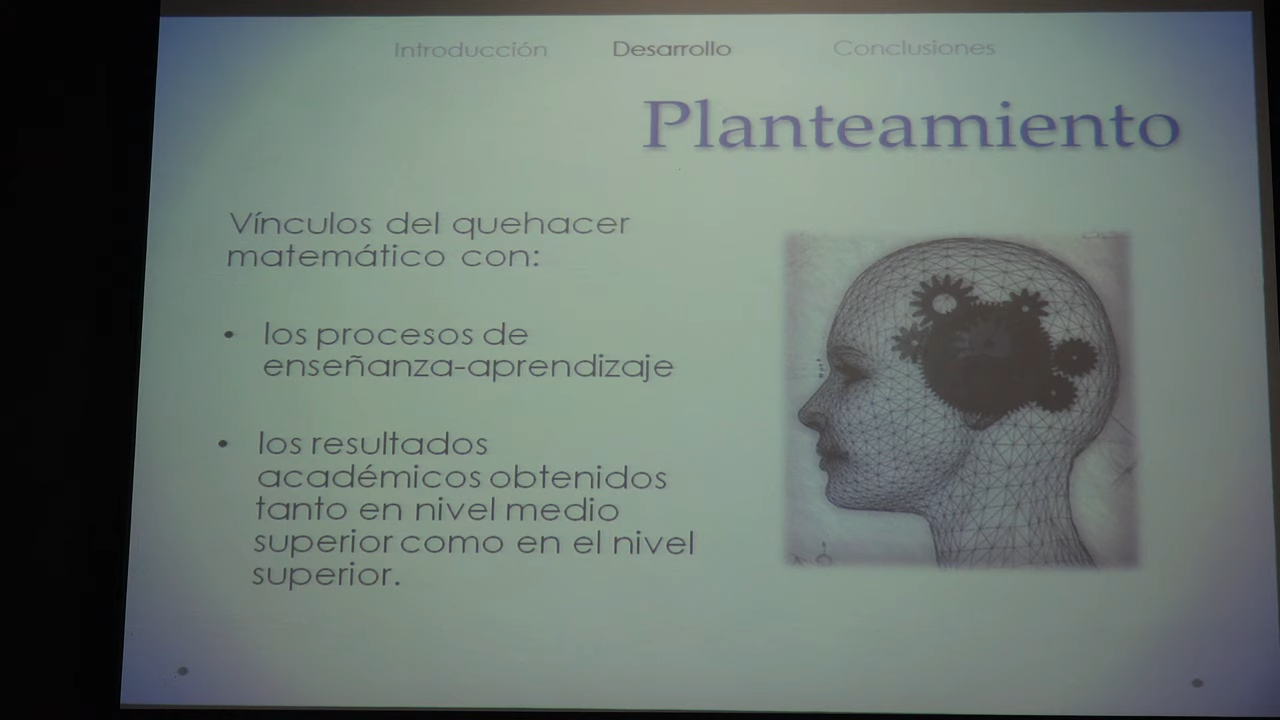 Introducción Desarrollo Conclusiones
Planteamiento
Vínculos del quehacer
matemático con:
• los procesos de
enseñanza-aprendizaje
• los resultados
académicos obtenidos
tanto en nivel medio
superior como en el nivel
superior.